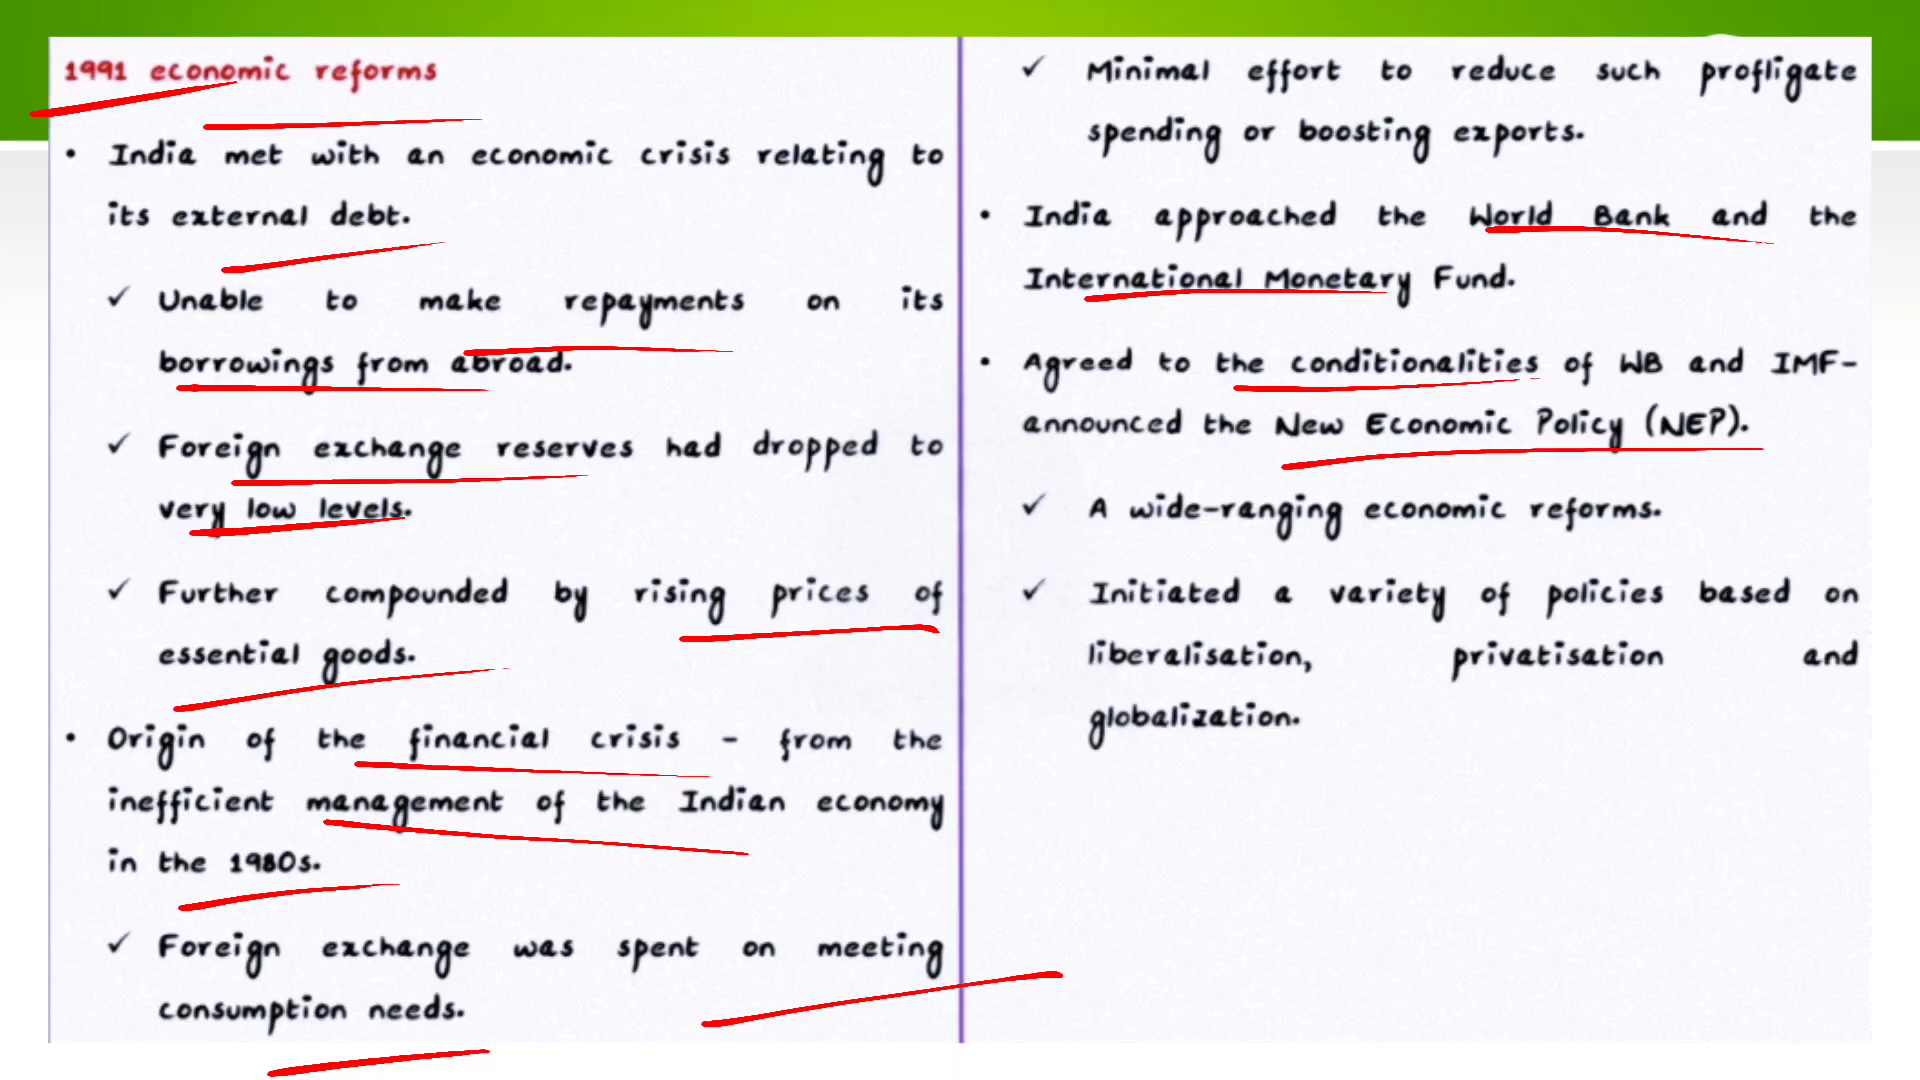 1991 economic reforms
• India met with an economic crisis relating to
its external debt.
✓ Unable to make repayments on its
borrowings from abroad.
✓ Foreign exchange reserves had dropped to
very low levels.
✓ Further compounded by rising prices of
essential goods.
• Origin of the financial crisis - from the
inefficient management of the Indian economy
in the 1980s.
✓ Foreign exchange was spent on meeting
consumption needs.
✓ Minimal effort to reduce such profligate
spending or boosting exports.
• India approached the World Bank and the
International Monetary Fund.
• Agreed to the conditionalities of WB and IMF-
announced the New Economic Policy (NEP).
✓ A wide-ranging economic reforms.
✓ Initiated a variety of policies based on
liberalisation, privatisation and
globalization.